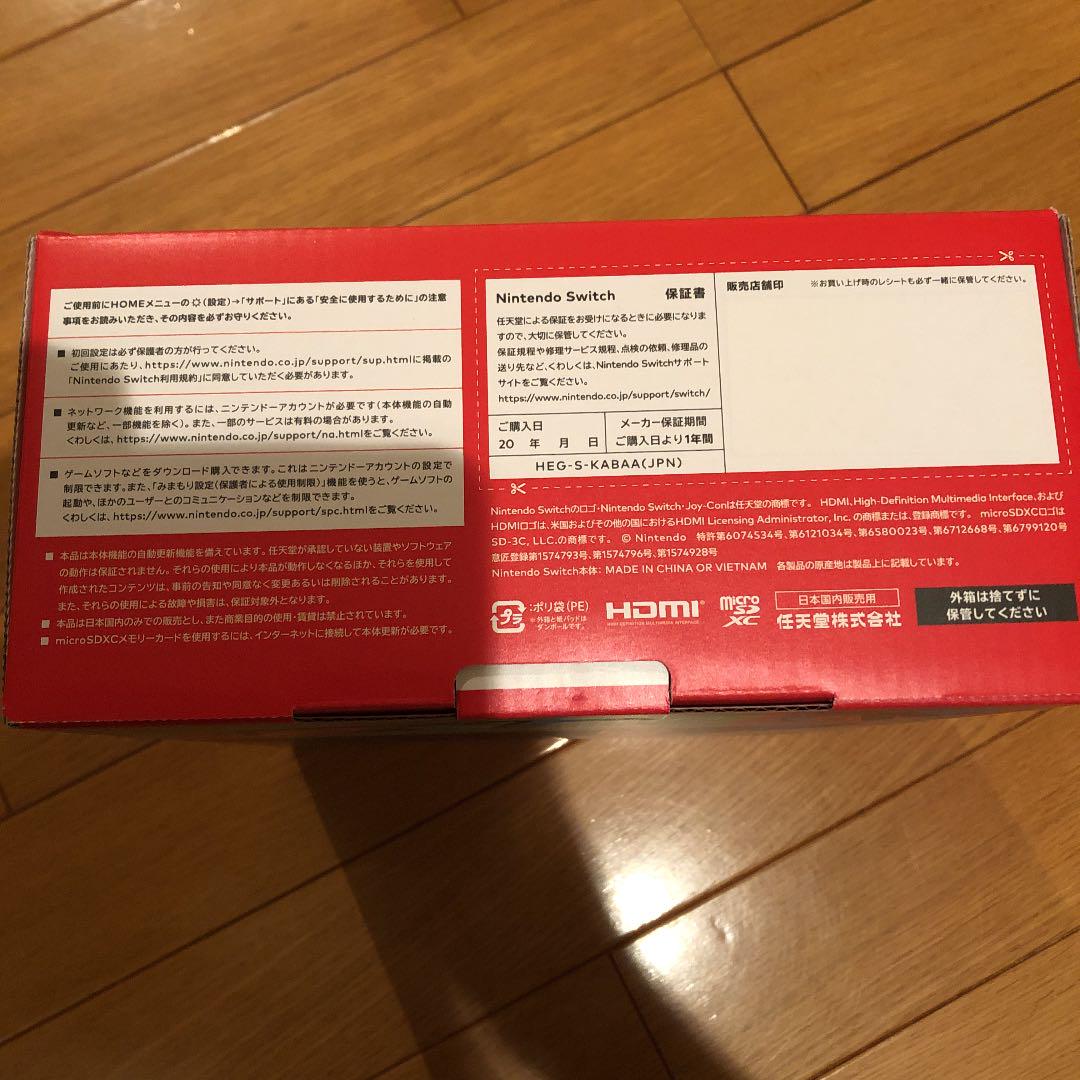 ご使用前にHOMEメニューの（設定）→「サポート」にある「安全に使用するために」の注意
事項をお読みいただき、その内容を必ずお守りください。
■ 初回設定は必ず保護者の方が行ってください。
ご使用にあたり、https://www.nintendo.co.jp/support/sup.htmlに掲載の
「Nintendo Switch利用規約」に同意していただく必要があります。
■ ネットワーク機能を利用するには、ニンテンドーアカウントが必要です（本体機能の自動
更新など、一部機能を除く）。また、一部のサービスは有料の場合があります。
くわしくは、https://www.nintendo.co.jp/support/na.htmlをご覧ください。
■ ゲームソフトなどをダウンロード購入できます。これはニンテンドーアカウントの設定で
制限できます。また、「みまもり設定（保護者による使用制限）」機能を使うと、ゲームソフトの
起動や、ほかのユーザーとのコミュニケーションなどを制限できます。
くわしくは、https://www.nintendo.co.jp/support/spc.htmlをご覧ください。
■ 本品は本体機能の自動更新機能を備えています。任天堂が承認していない装置やソフトウェア
の動作は保証されません。それらの使用により本品が動作しなくなるほか、それらを使用して
作成されたコンテンツは、事前の告知や同意なく変更あるいは削除されることがあります。
また、それらの使用による故障や損害は、保証対象外となります。
■ 本品は日本国内のみでの販売とし、また商業目的の使用・賃貸は禁止されています。
■ microSDXCメモリーカードを使用するには、インターネットに接続して本体更新が必要です。
Nintendo Switch 保証書
任天堂による保証をお受けになるときに必要になりま
すので、大切に保管してください。
保証規程や修理サービス規程、点検の依頼、修理品の
送り先など、くわしくは、Nintendo Switchサポート
サイトをご覧ください。
https://www.nintendo.co.jp/support/switch/
ご購入日
20 年 月 日
メーカー保証期間
ご購入日より1年間
HEG-S-KABAA(JPN)
販売店舗印 ※お買い上げ時のレシートも必ず一緒に保管してください。
Nintendo Switchのロゴ・Nintendo Switch・Joy-Conは任天堂の商標です。 HDMI、High-Definition Multimedia Interface、および
HDMIロゴは、米国およびその他の国におけるHDMI Licensing Administrator, Inc. の商標または、登録商標です。 microSDXCロゴは
SD-3C, LLC.の商標です。 © Nintendo 特許第6074534号、第6121034号、第6580023号、第6712668号、第6799120号
意匠登録第1574793号、第1574796号、第1574928号
Nintendo Switch本体： MADE IN CHINA OR VIETNAM 各製品の原産地は製品上に記載しています。
プラ
：ポリ袋（PE）
※外箱と紙パッドは
ダンボールです。
HDMI®
HIGH-DEFINITION MULTIMEDIA INTERFACE
micro
SD
XC
日本国内販売用
任天堂株式会社
外箱は捨てずに
保管してください